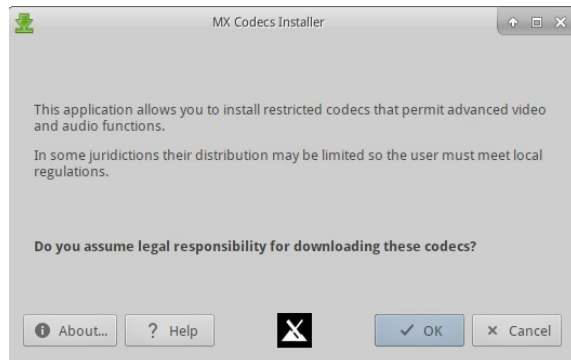 MX Codecs Installer
This application allows you to install restricted codecs that permit advanced video
and audio functions.
In some juridictions their distribution may be limited so the user must meet local
regulations.
Do you assume legal responsibility for downloading these codecs?
About... ? Help OK Cancel